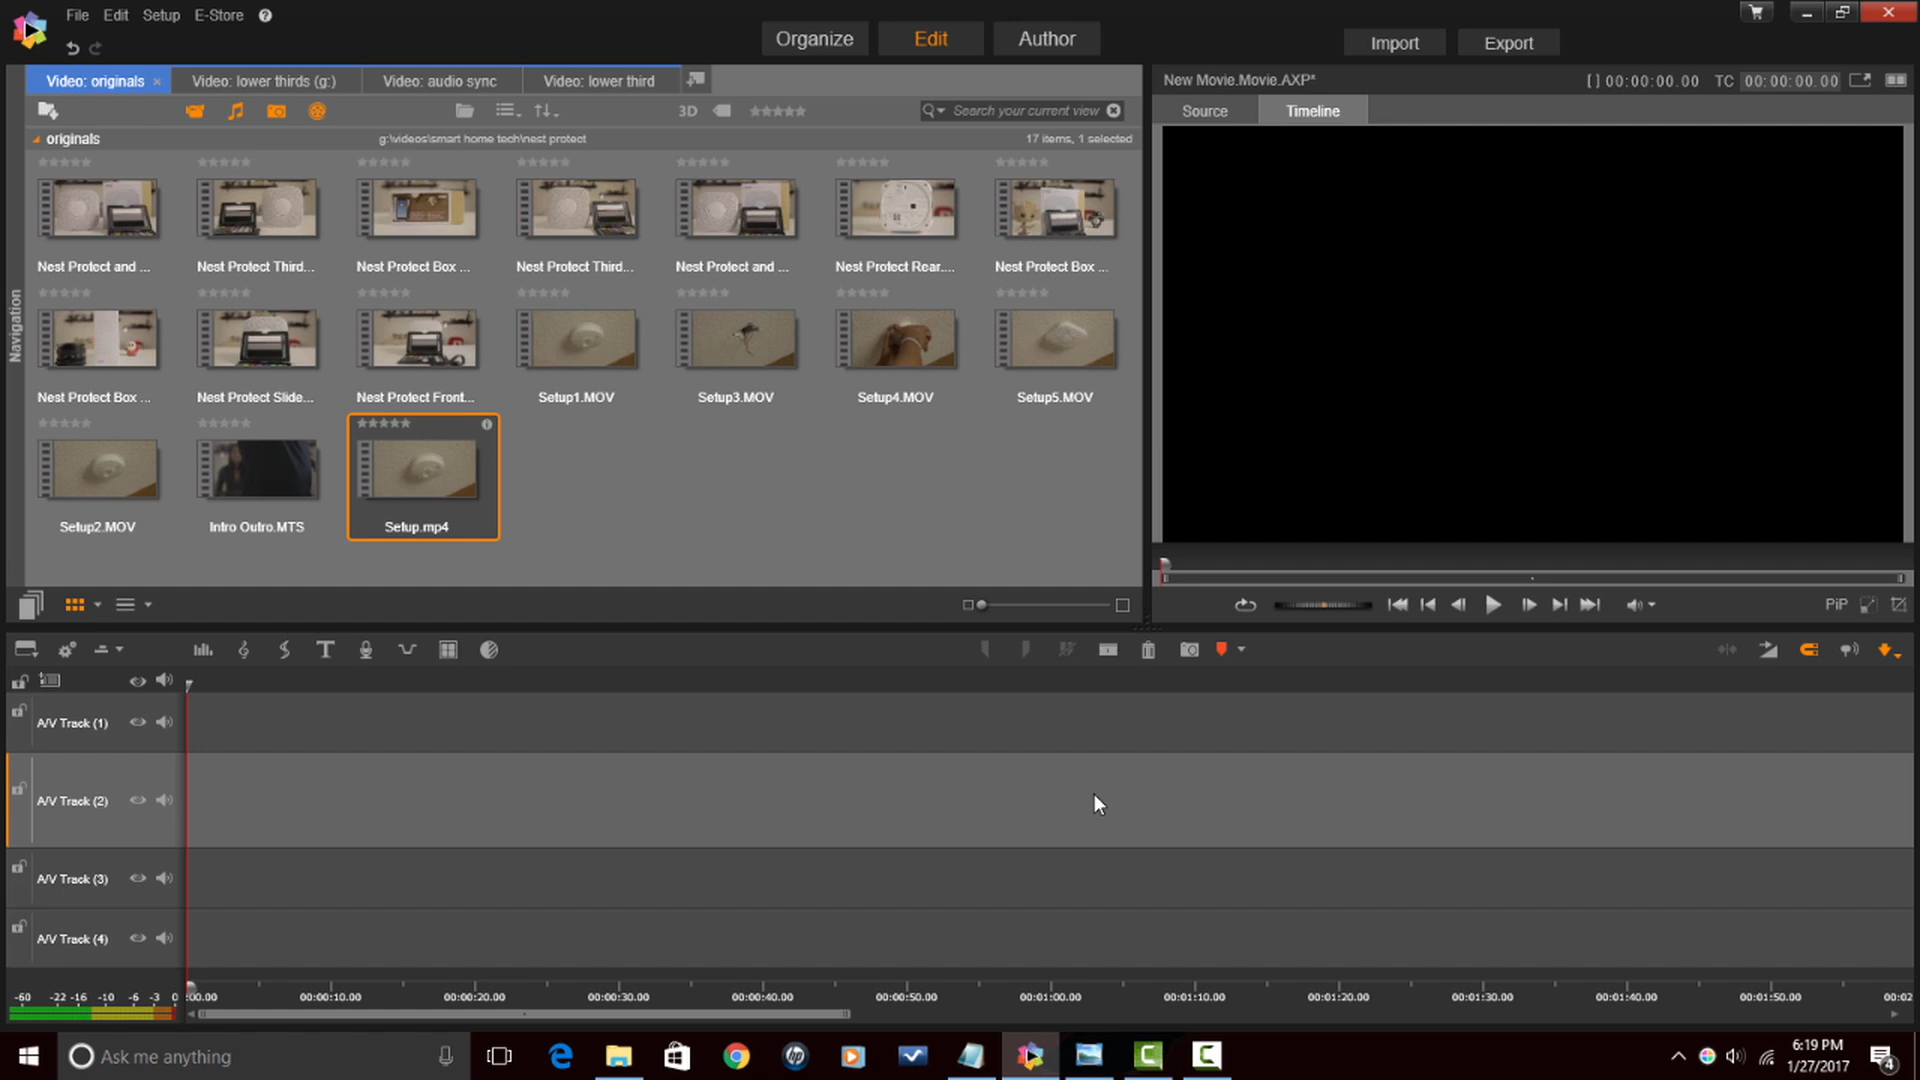 File Edit Setup E-Store
Organize Edit Author
Import Export
Video: originals
Video: lower thirds (g:)
Video: audio sync
Video: lower third
New Movie.Movie.AXP*
[ ] 00:00:00.00 TC 00:00:00.00
3D
Search your current view
Source Timeline
originals
g:\videos\smart home tech\nest protect
17 items, 1 selected
Nest Protect and ...
Nest Protect Third...
Nest Protect Box ...
Nest Protect Third...
Nest Protect and ...
Nest Protect Rear....
Nest Protect Box ...
Navigation
Nest Protect Box ...
Nest Protect Slide...
Nest Protect Front...
Setup1.MOV
Setup3.MOV
Setup4.MOV
Setup5.MOV
Setup2.MOV
Intro Outro.MTS
Setup.mp4
PiP
A/V Track (1)
A/V Track (2)
A/V Track (3)
A/V Track (4)
-60 -22 -16 -10 -6 -3 0
:00.00 00:00:10.00 00:00:20.00 00:00:30.00 00:00:40.00 00:00:50.00 00:01:00.00 00:01:10.00 00:01:20.00 00:01:30.00 00:01:40.00 00:01:50.00 00:02
Ask me anything
hp
6:19 PM
1/27/2017
4